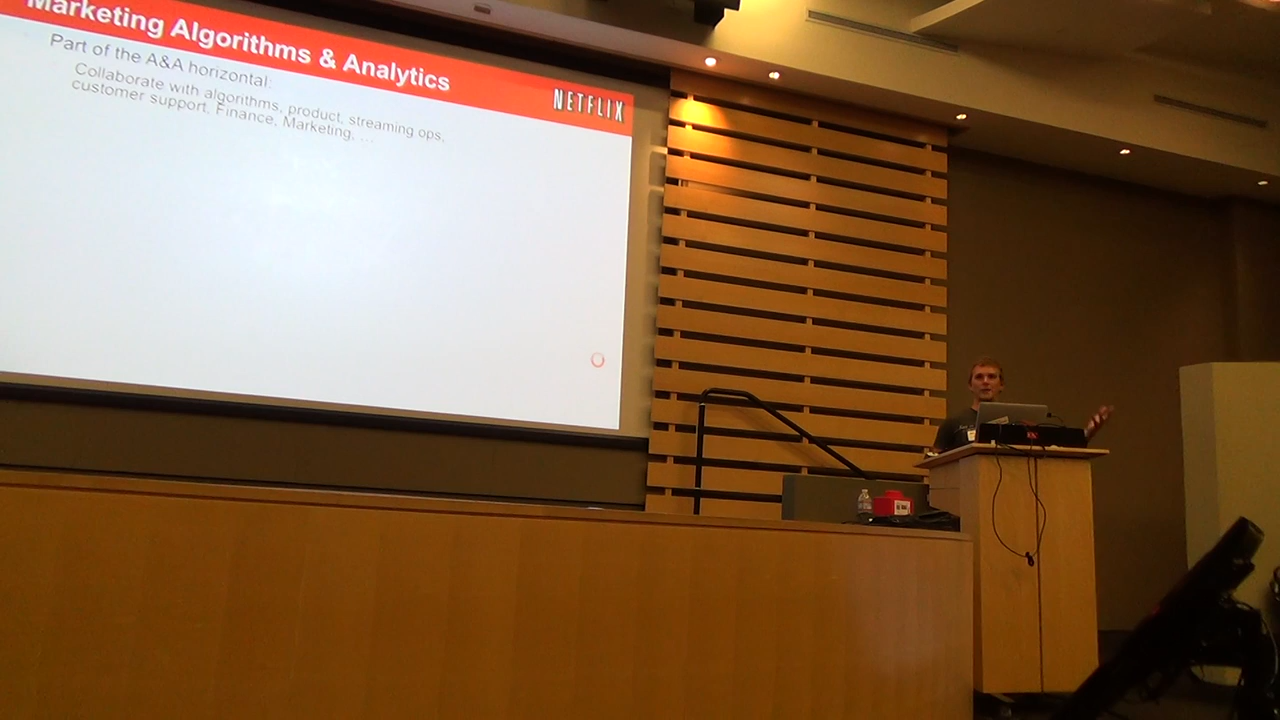 Marketing Algorithms & Analytics
NETFLIX
Part of the A&A horizontal:
Collaborate with algorithms, product, streaming ops,
customer support, Finance, Marketing, ...